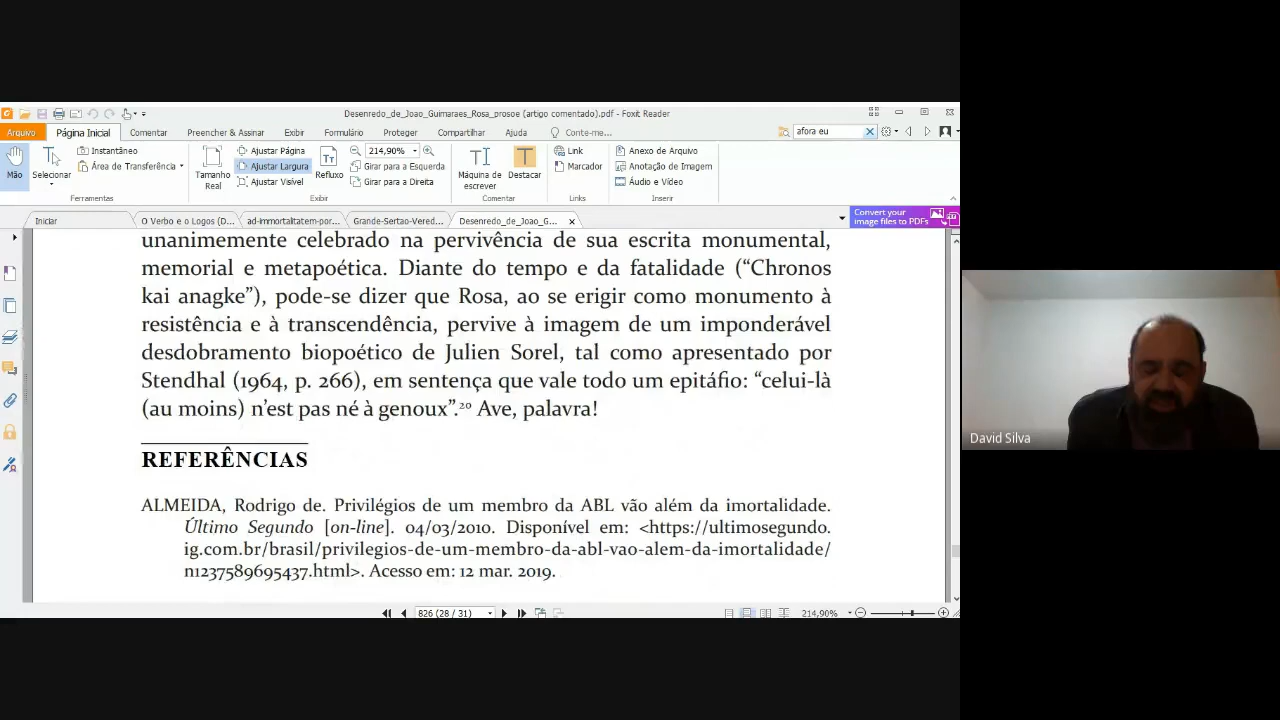 Desenredo_de_Joao_Guimaraes_Rosa_prosoe (artigo comentado).pdf - Foxit Reader
Arquivo Página Inicial Comentar Preencher & Assinar Exibir Formulário Proteger Compartilhar Ajuda Conte-me... afora eu
Mão
Selecionar
Instantâneo
Área de Transferência
Ferramentas
Tamanho Real
Ajustar Página
Ajustar Largura
Ajustar Visível
Refluxo
214,90%
Girar para a Esquerda
Girar para a Direita
Exibir
Máquina de escrever
Destacar
Comentar
Link
Marcador
Links
Anexo de Arquivo
Anotação de Imagem
Áudio e Vídeo
Inserir
Iniciar O Verbo e o Logos (D... ad-immortalitatem-por... Grande-Sertao-Vered... Desenredo_de_Joao_G...
Convert your
image files to PDFs
unanimemente celebrado na pervivência de sua escrita monumental,
memorial e metapoética. Diante do tempo e da fatalidade (“Chronos
kai anagke”), pode-se dizer que Rosa, ao se erigir como monumento à
resistência e à transcendência, pervive à imagem de um imponderável
desdobramento biopoético de Julien Sorel, tal como apresentado por
Stendhal (1964, p. 266), em sentença que vale todo um epitáfio: “celui-là
(au moins) n’est pas né à genoux”.²⁰ Ave, palavra!
REFERÊNCIAS
ALMEIDA, Rodrigo de. Privilégios de um membro da ABL vão além da imortalidade.
Último Segundo [on-line]. 04/03/2010. Disponível em: <https://ultimosegundo.
ig.com.br/brasil/privilegios-de-um-membro-da-abl-vao-alem-da-imortalidade/
n1237589695437.html>. Acesso em: 12 mar. 2019.
826 (28 / 31)
214,90%
David Silva